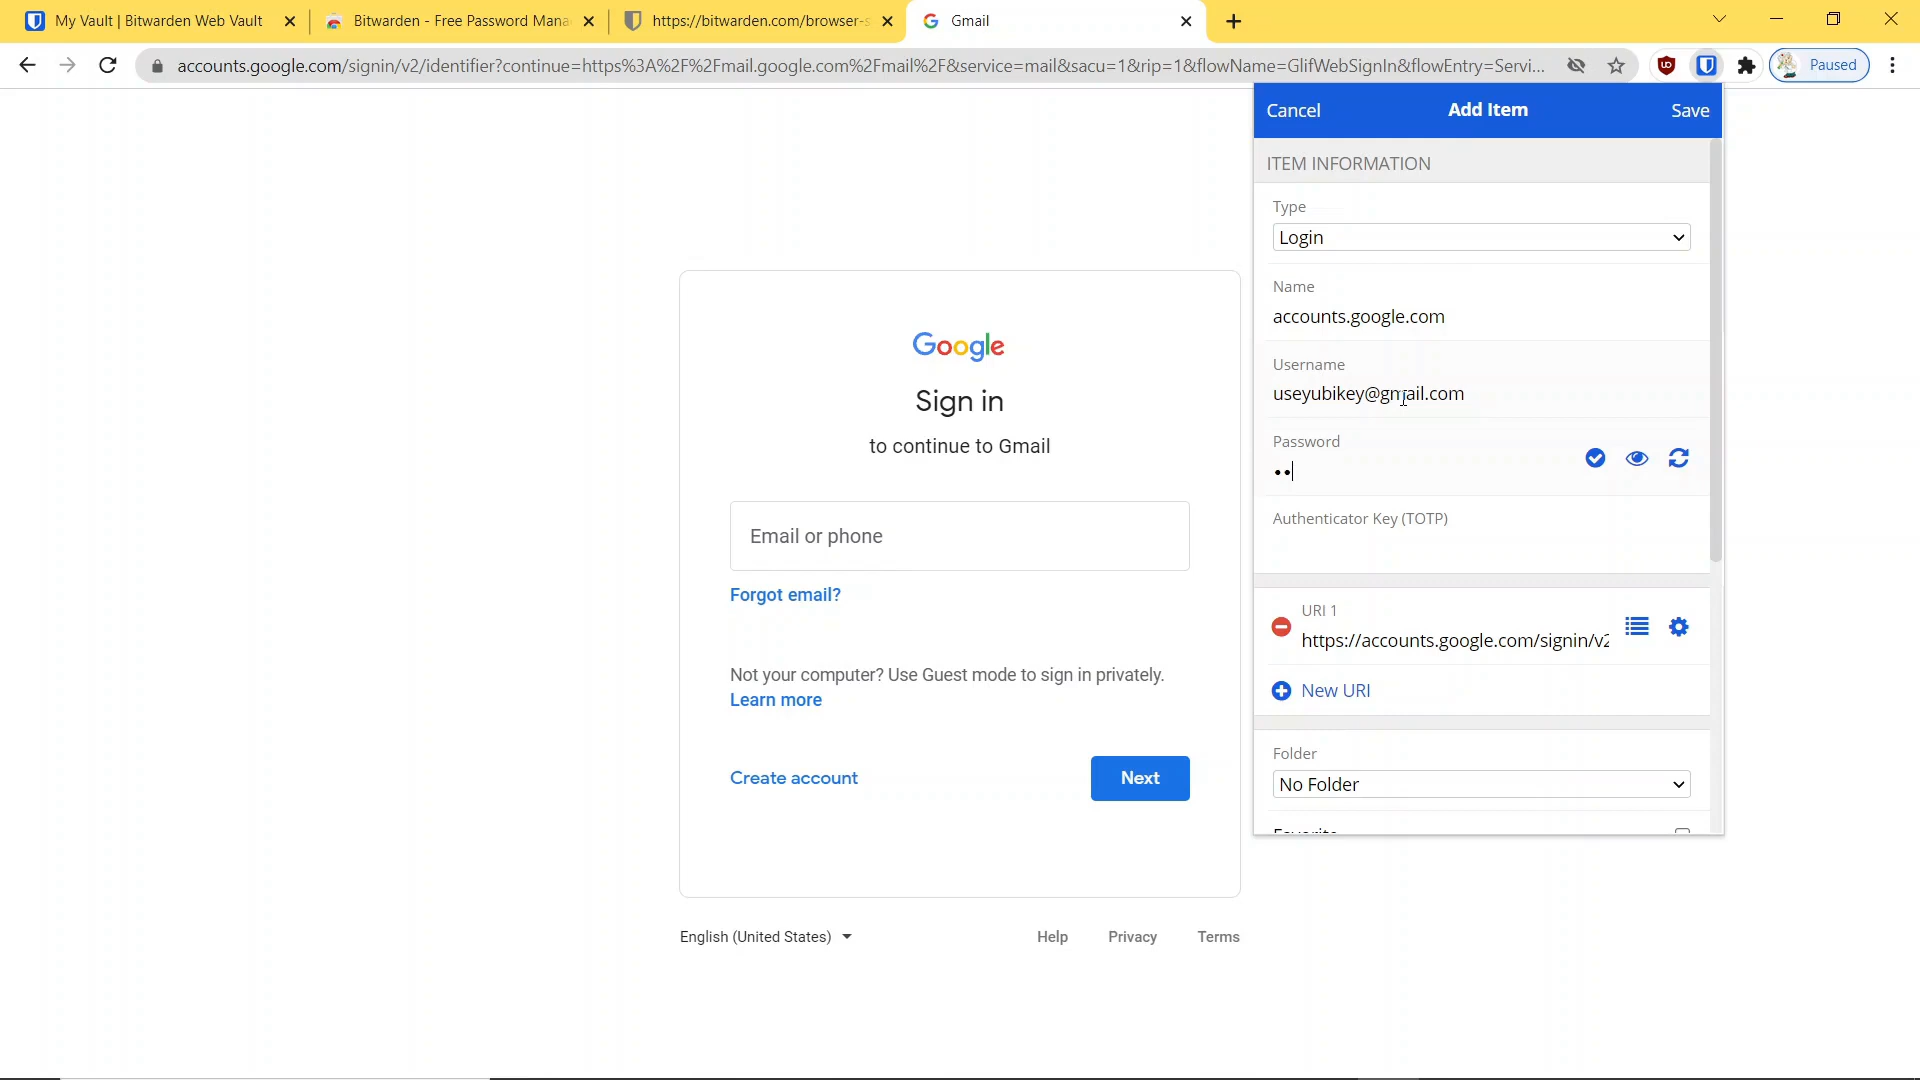 My Vault | Bitwarden Web Vault
Bitwarden - Free Password Mana
https://bitwarden.com/browser-s
Gmail
accounts.google.com/signin/v2/identifier?continue=https%3A%2F%2Fmail.google.com%2Fmail%2F&service=mail&sacu=1&rip=1&flowName=GlifWebSignIn&flowEntry=Servi...
Paused
Cancel
Add Item
Save
ITEM INFORMATION
Type
Login
Name
accounts.google.com
Username
useyubikey@gmail.com
Password
••
Authenticator Key (TOTP)
URI 1
https://accounts.google.com/signin/v2
New URI
Folder
No Folder
Favorite
Google
Sign in
to continue to Gmail
Email or phone
Forgot email?
Not your computer? Use Guest mode to sign in privately.
Learn more
Create account
Next
English (United States)
Help
Privacy
Terms